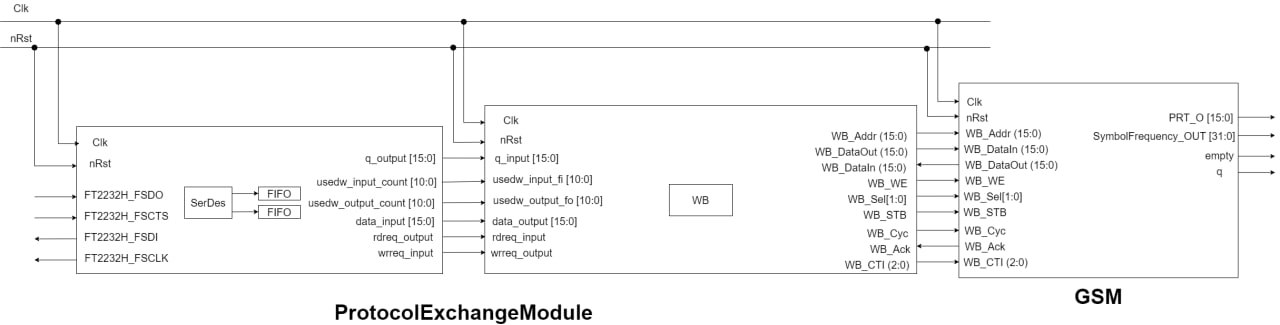 Clk
nRst
Clk
nRst
FT2232H_FSDO
FT2232H_FSCTS
FT2232H_FSDI
FT2232H_FSCLK
SerDes
FIFO
FIFO
q_output [15:0]
usedw_input_count [10:0]
usedw_output_count [10:0]
data_input [15:0]
rdreq_output
wrreq_input
Clk
nRst
q_input [15:0]
usedw_input_fi [10:0]
usedw_output_fo [10:0]
data_output [15:0]
rdreq_input
wrreq_output
WB
WB_Addr (15:0)
WB_DataOut (15:0)
WB_DataIn (15:0)
WB_WE
WB_Sel[1:0]
WB_STB
WB_Cyc
WB_Ack
WB_CTI (2:0)
Clk
nRst
WB_Addr (15:0)
WB_DataIn (15:0)
WB_DataOut (15:0)
WB_WE
WB_Sel[1:0]
WB_STB
WB_Cyc
WB_Ack
WB_CTI (2:0)
PRT_O [15:0]
SymbolFrequency_OUT [31:0]
empty
q
ProtocolExchangeModule
GSM